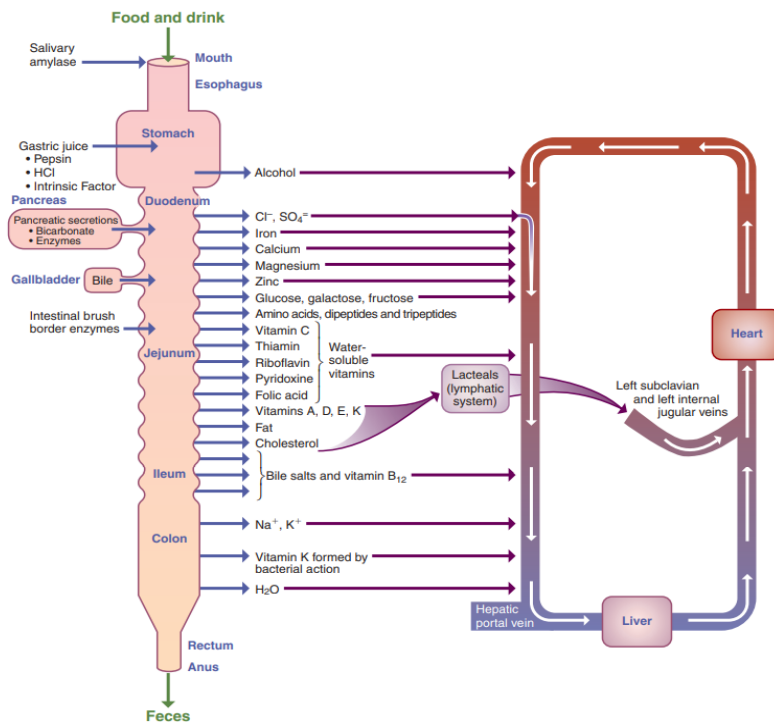 Food and drink
Salivary
amylase
Mouth
Esophagus
Stomach
Gastric juice
• Pepsin
• HCl
• Intrinsic Factor
Alcohol
Pancreas
Duodenum
Pancreatic secretions
• Bicarbonate
• Enzymes
Cl⁻, SO₄⁼
Iron
Calcium
Magnesium
Gallbladder
Bile
Zinc
Glucose, galactose, fructose
Amino acids, dipeptides and tripeptides
Intestinal brush
border enzymes
Vitamin C
Thiamin
Riboflavin
Pyridoxine
Folic acid
Water-
soluble
vitamins
Jejunum
Vitamins A, D, E, K
Fat
Cholesterol
Lacteals
(lymphatic
system)
Left subclavian
and left internal
jugular veins
Heart
Ileum
Bile salts and vitamin B₁₂
Colon
Na⁺, K⁺
Vitamin K formed by
bacterial action
H₂O
Hepatic
portal vein
Liver
Rectum
Anus
Feces